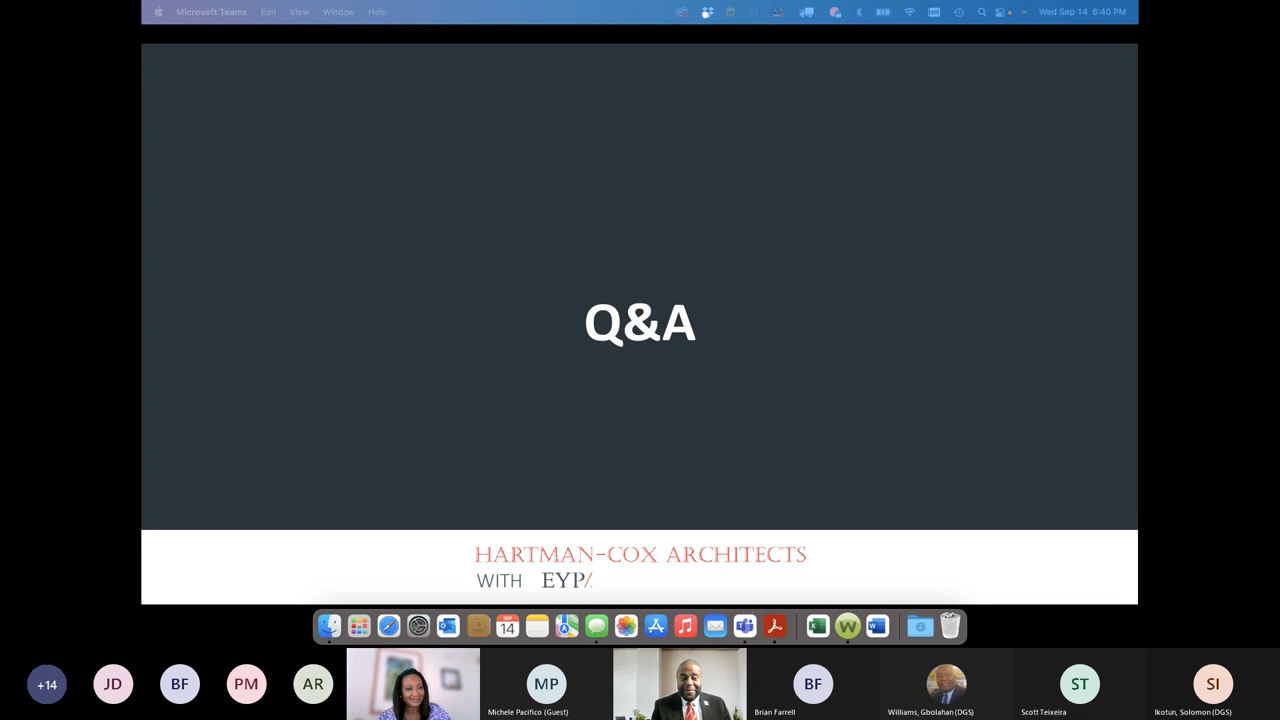 Microsoft Teams Edit View Window Help Wed Sep 14 6:40 PM
Q&A
HARTMAN-COX ARCHITECTS
WITH EYP/
SEP
14
W
+14 JD BF PM AR MP BF ST SI
Michele Pacifico (Guest) Brian Farrell Williams, Gbolahan (DGS) Scott Teixeira Ikotun, Solomon (DGS)